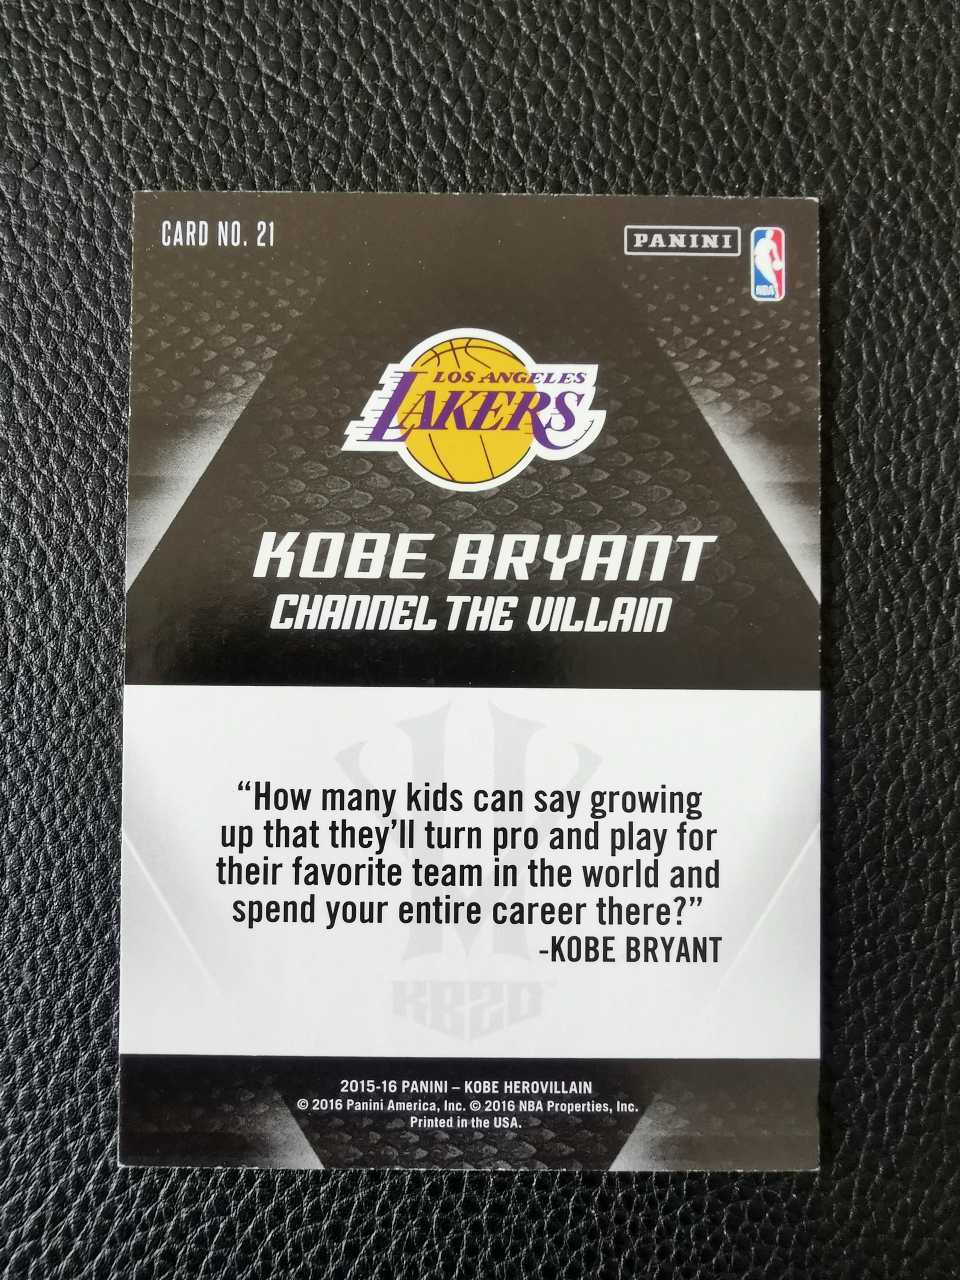 CARD NO. 21
PANINI
NBA
LOS ANGELES
LAKERS
KOBE BRYANT
CHANNEL THE VILLAIN
“How many kids can say growing
up that they’ll turn pro and play for
their favorite team in the world and
spend your entire career there?”
-KOBE BRYANT
KB20
2015-16 PANINI – KOBE HEROVILLAIN
© 2016 Panini America, Inc. © 2016 NBA Properties, Inc.
Printed in the USA.